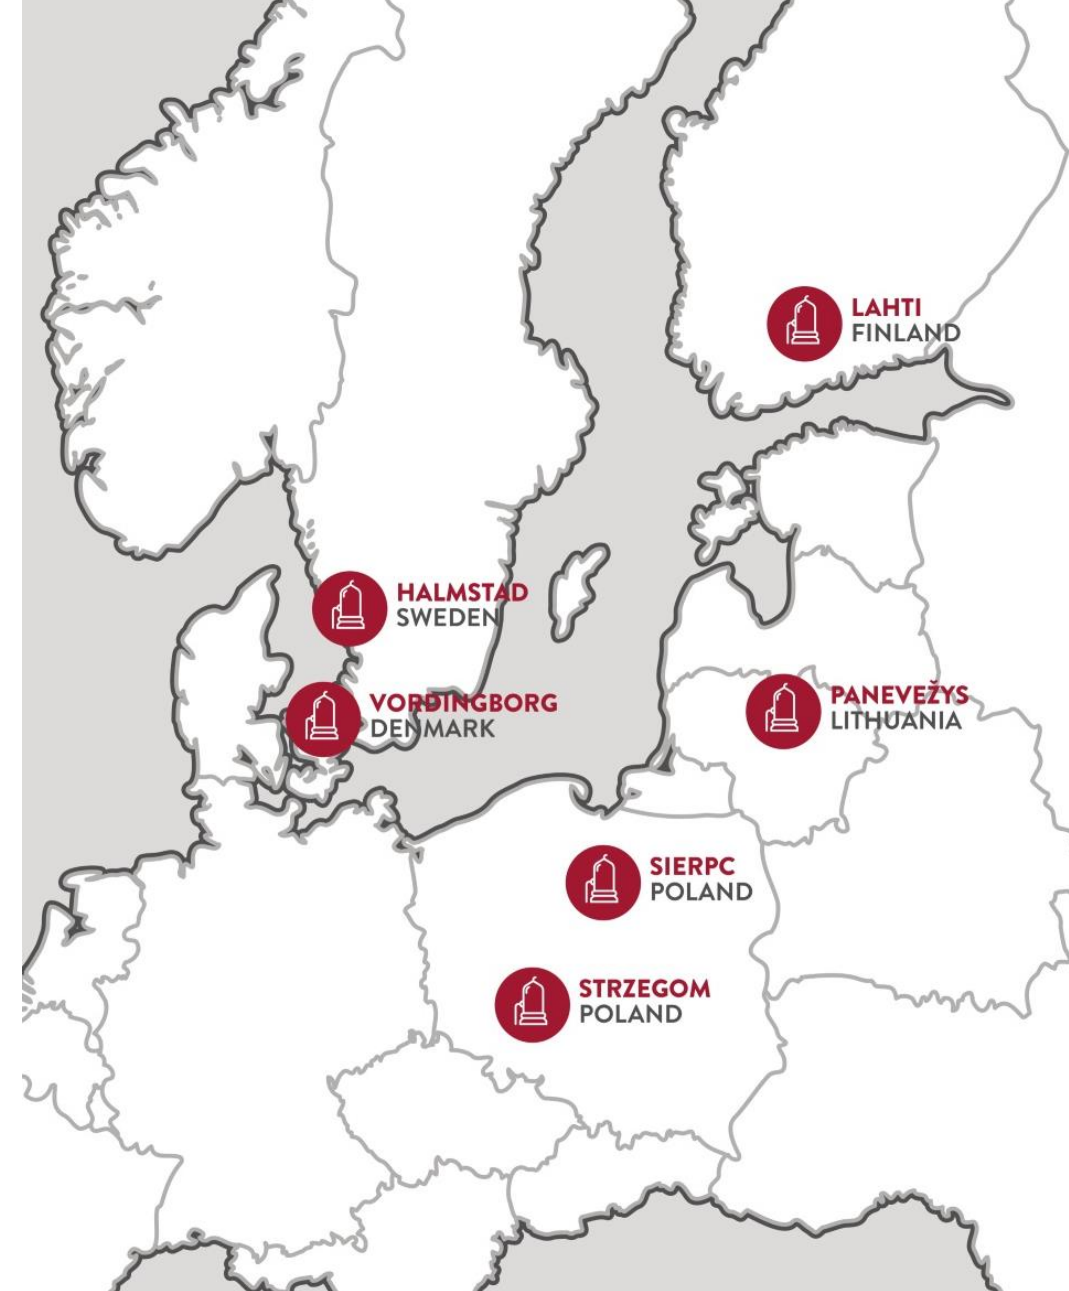 LAHTI
FINLAND
HALMSTAD
SWEDEN
VORDINGBORG
DENMARK
PANEVEŽYS
LITHUANIA
SIERPC
POLAND
STRZEGOM
POLAND